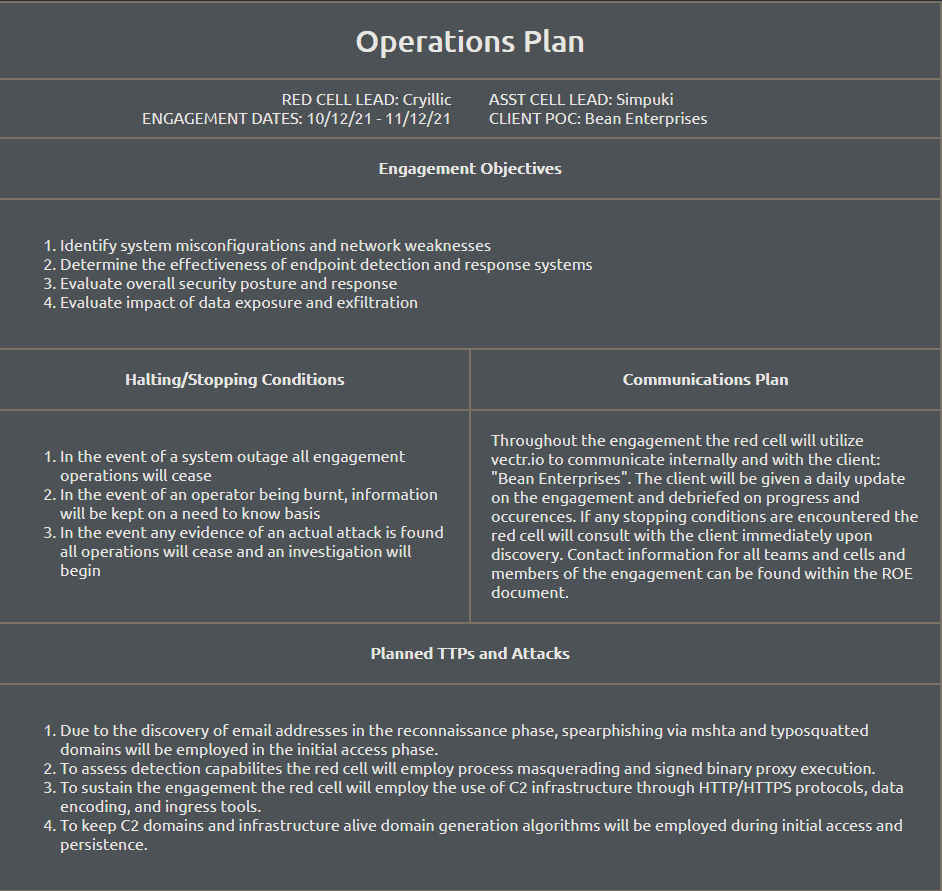 Operations Plan
RED CELL LEAD: Cryillic
ENGAGEMENT DATES: 10/12/21 - 11/12/21
ASST CELL LEAD: Simpuki
CLIENT POC: Bean Enterprises
Engagement Objectives
1. Identify system misconfigurations and network weaknesses
2. Determine the effectiveness of endpoint detection and response systems
3. Evaluate overall security posture and response
4. Evaluate impact of data exposure and exfiltration
Halting/Stopping Conditions
1. In the event of a system outage all engagement
operations will cease
2. In the event of an operator being burnt, information
will be kept on a need to know basis
3. In the event any evidence of an actual attack is found
all operations will cease and an investigation will
begin
Communications Plan
Throughout the engagement the red cell will utilize
vectr.io to communicate internally and with the client:
"Bean Enterprises". The client will be given a daily update
on the engagement and debriefed on progress and
occurences. If any stopping conditions are encountered the
red cell will consult with the client immediately upon
discovery. Contact information for all teams and cells and
members of the engagement can be found within the ROE
document.
Planned TTPs and Attacks
1. Due to the discovery of email addresses in the reconnaissance phase, spearphishing via mshta and typosquatted
domains will be employed in the initial access phase.
2. To assess detection capabilites the red cell will employ process masquerading and signed binary proxy execution.
3. To sustain the engagement the red cell will employ the use of C2 infrastructure through HTTP/HTTPS protocols, data
encoding, and ingress tools.
4. To keep C2 domains and infrastructure alive domain generation algorithms will be employed during initial access and
persistence.